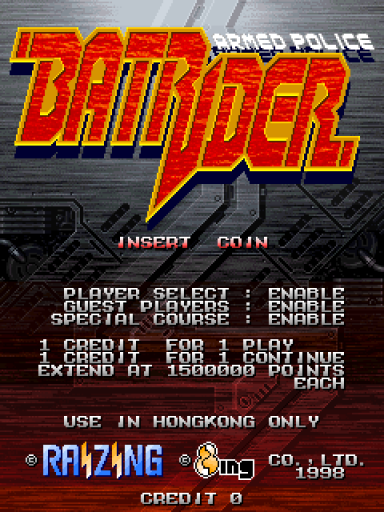 ARMED POLICE
BATRIDER
INSERT COIN
PLAYER SELECT : ENABLE
GUEST PLAYERS : ENABLE
SPECIAL COURSE : ENABLE
1 CREDIT FOR 1 PLAY
1 CREDIT FOR 1 CONTINUE
EXTEND AT 1500000 POINTS
EACH
USE IN HONGKONG ONLY
© RAIZING © 8ing CO.,LTD.
1998
CREDIT 0